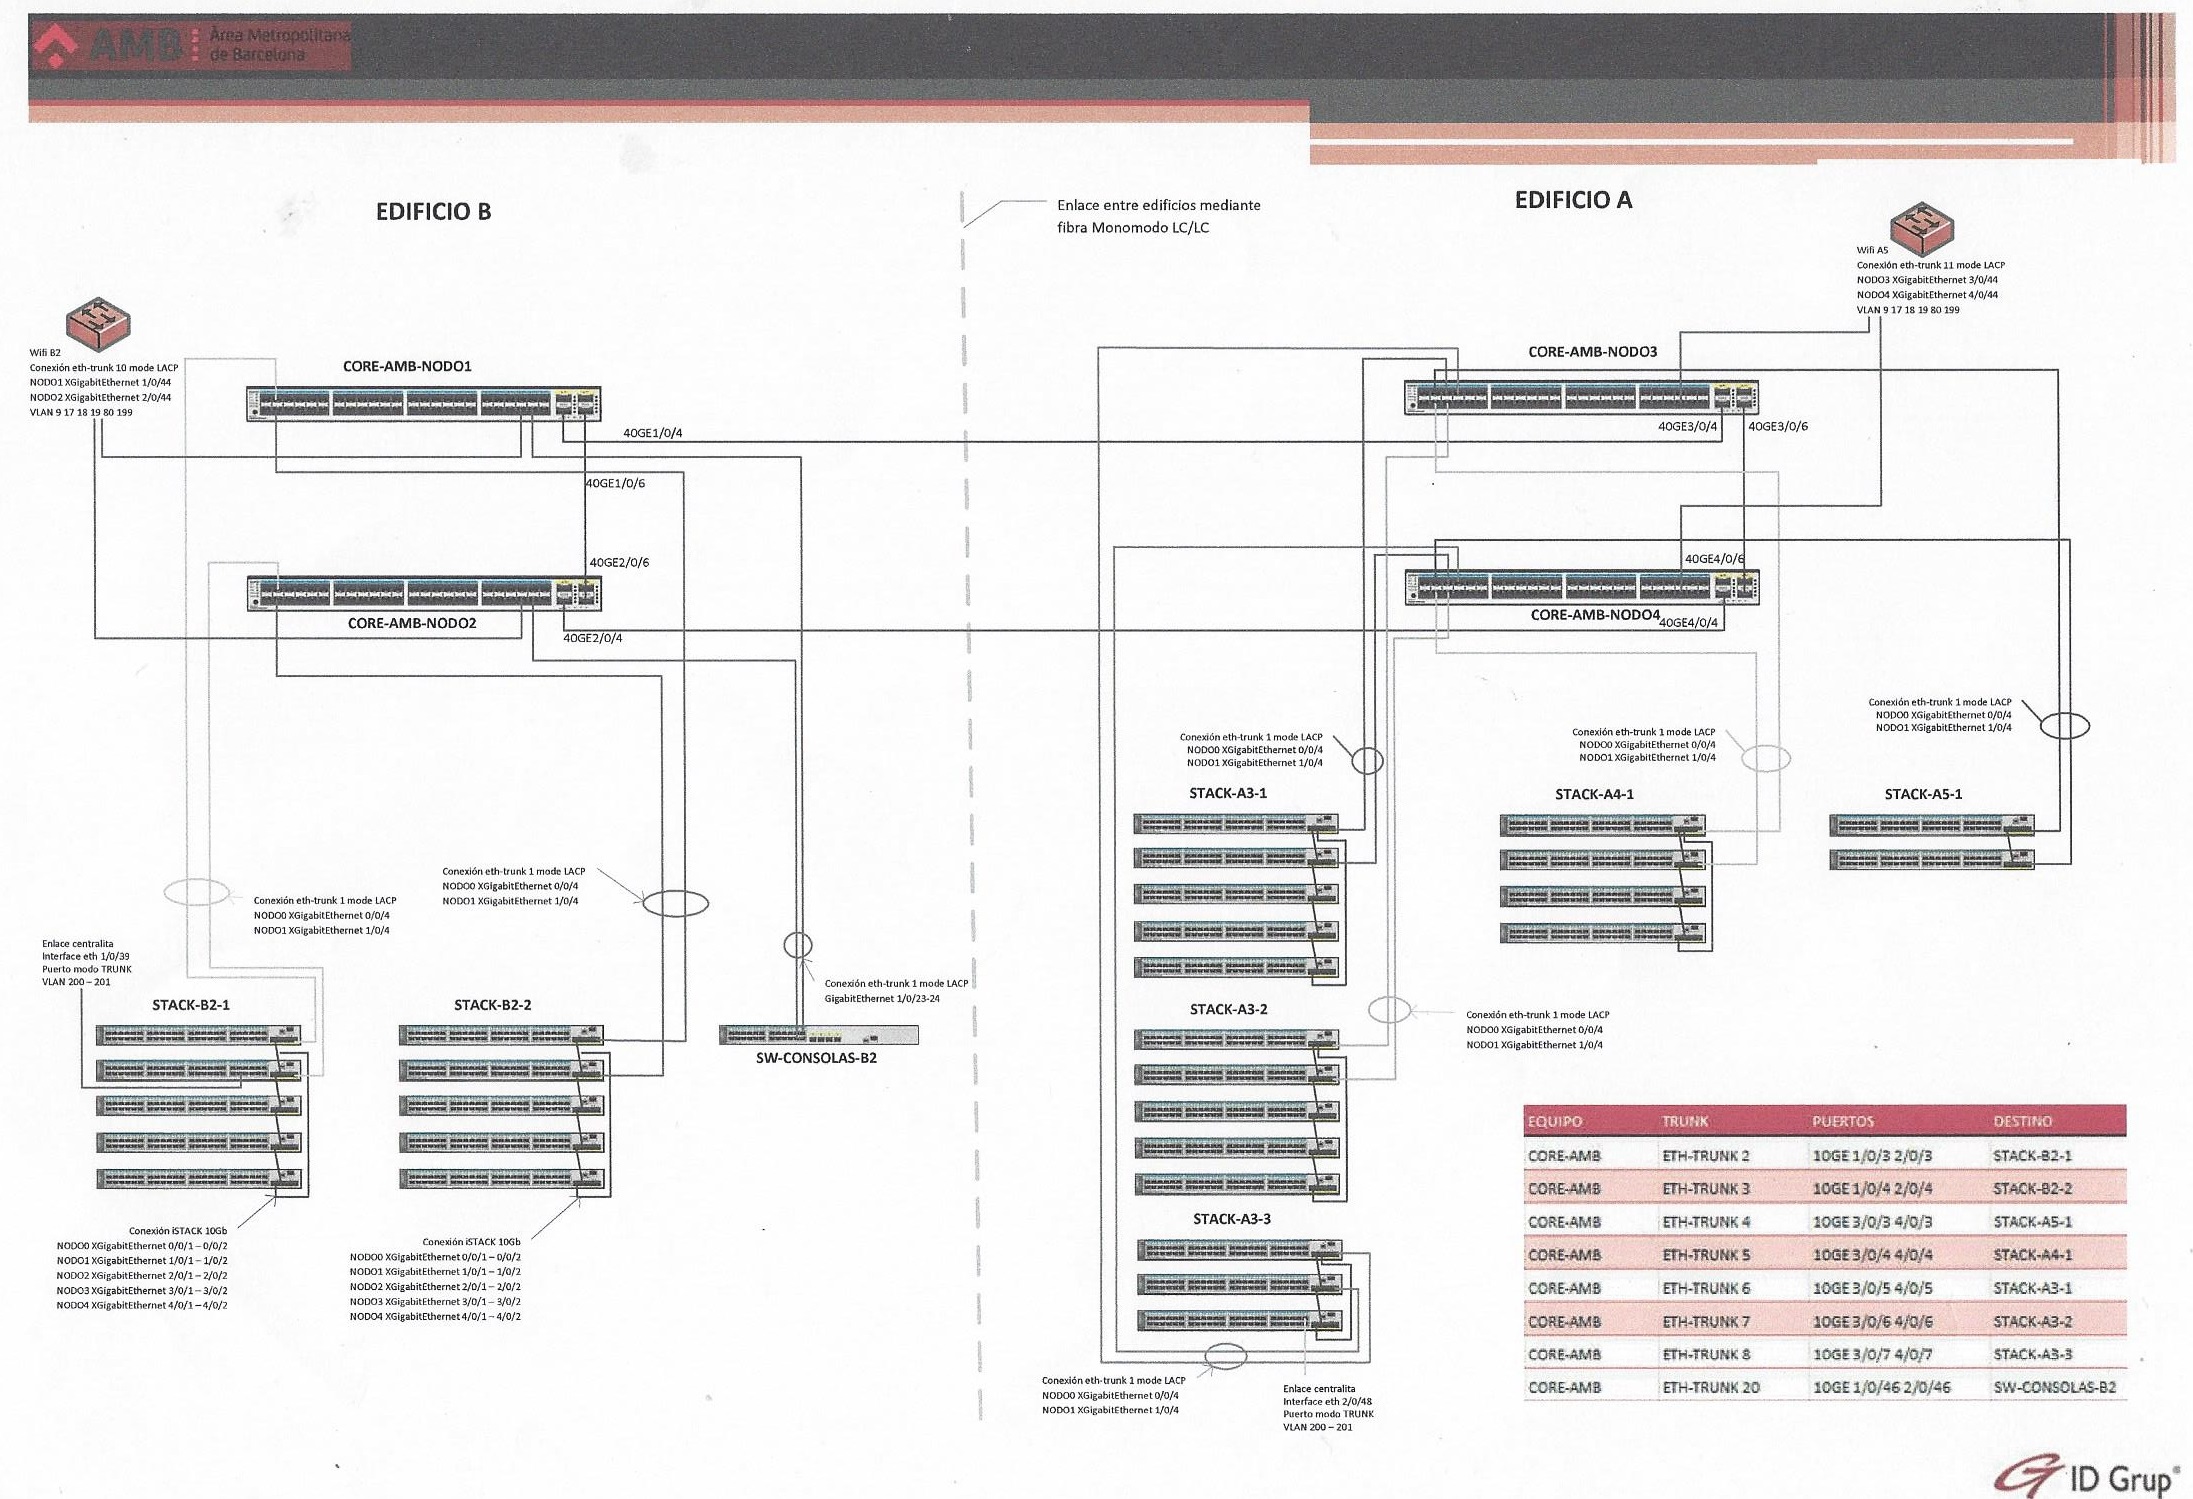 AMB Àrea Metropolitana
de Barcelona
EDIFICIO B
Enlace entre edificios mediante
fibra Monomodo LC/LC
EDIFICIO A
Wifi A5
Conexión eth-trunk 11 mode LACP
NODO3 XGigabitEthernet 3/0/44
NODO4 XGigabitEthernet 4/0/44
VLAN 9 17 18 19 80 199
Wifi B2
Conexión eth-trunk 10 mode LACP
NODO1 XGigabitEthernet 1/0/44
NODO2 XGigabitEthernet 2/0/44
VLAN 9 17 18 19 80 199
CORE-AMB-NODO1
40GE1/0/4
40GE1/0/6
40GE2/0/6
CORE-AMB-NODO2
40GE2/0/4
CORE-AMB-NODO3
40GE3/0/4
40GE3/0/6
40GE4/0/6
CORE-AMB-NODO4
40GE4/0/4
Conexión eth-trunk 1 mode LACP
NODO0 XGigabitEthernet 0/0/4
NODO1 XGigabitEthernet 1/0/4
Conexión eth-trunk 1 mode LACP
NODO0 XGigabitEthernet 0/0/4
NODO1 XGigabitEthernet 1/0/4
Enlace centralita
Interface eth 1/0/39
Puerto modo TRUNK
VLAN 200 – 201
STACK-B2-1
STACK-B2-2
Conexión eth-trunk 1 mode LACP
GigabitEthernet 1/0/23-24
SW-CONSOLAS-B2
Conexión iSTACK 10Gb
NODO0 XGigabitEthernet 0/0/1 – 0/0/2
NODO1 XGigabitEthernet 1/0/1 – 1/0/2
NODO2 XGigabitEthernet 2/0/1 – 2/0/2
NODO3 XGigabitEthernet 3/0/1 – 3/0/2
NODO4 XGigabitEthernet 4/0/1 – 4/0/2
Conexión iSTACK 10Gb
NODO0 XGigabitEthernet 0/0/1 – 0/0/2
NODO1 XGigabitEthernet 1/0/1 – 1/0/2
NODO2 XGigabitEthernet 2/0/1 – 2/0/2
NODO3 XGigabitEthernet 3/0/1 – 3/0/2
NODO4 XGigabitEthernet 4/0/1 – 4/0/2
Conexión eth-trunk 1 mode LACP
NODO0 XGigabitEthernet 0/0/4
NODO1 XGigabitEthernet 1/0/4
STACK-A3-1
Conexión eth-trunk 1 mode LACP
NODO0 XGigabitEthernet 0/0/4
NODO1 XGigabitEthernet 1/0/4
STACK-A4-1
Conexión eth-trunk 1 mode LACP
NODO0 XGigabitEthernet 0/0/4
NODO1 XGigabitEthernet 1/0/4
STACK-A5-1
STACK-A3-2
Conexión eth-trunk 1 mode LACP
NODO0 XGigabitEthernet 0/0/4
NODO1 XGigabitEthernet 1/0/4
STACK-A3-3
Conexión eth-trunk 1 mode LACP
NODO0 XGigabitEthernet 0/0/4
NODO1 XGigabitEthernet 1/0/4
Enlace centralita
Interface eth 2/0/48
Puerto modo TRUNK
VLAN 200 – 201
EQUIPO TRUNK PUERTOS DESTINO
CORE-AMB ETH-TRUNK 2 10GE 1/0/3 2/0/3 STACK-B2-1
CORE-AMB ETH-TRUNK 3 10GE 1/0/4 2/0/4 STACK-B2-2
CORE-AMB ETH-TRUNK 4 10GE 3/0/3 4/0/3 STACK-A5-1
CORE-AMB ETH-TRUNK 5 10GE 3/0/4 4/0/4 STACK-A4-1
CORE-AMB ETH-TRUNK 6 10GE 3/0/5 4/0/5 STACK-A3-1
CORE-AMB ETH-TRUNK 7 10GE 3/0/6 4/0/6 STACK-A3-2
CORE-AMB ETH-TRUNK 8 10GE 3/0/7 4/0/7 STACK-A3-3
CORE-AMB ETH-TRUNK 20 10GE 1/0/46 2/0/46 SW-CONSOLAS-B2
ID Grup®